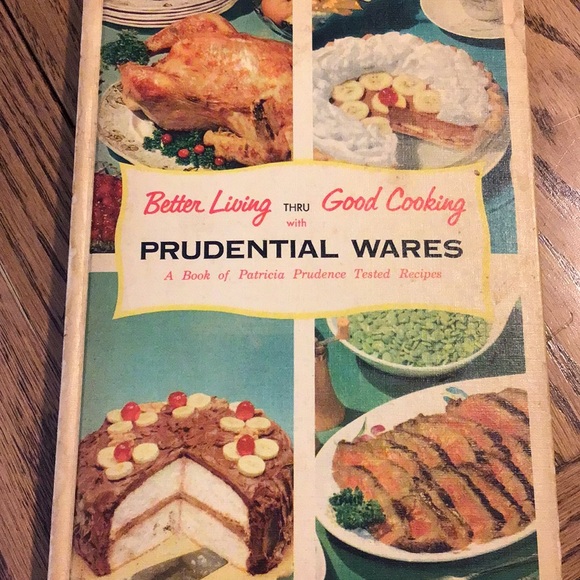 Better Living THRU Good Cooking
with
PRUDENTIAL WARES
A Book of Patricia Prudence Tested Recipes